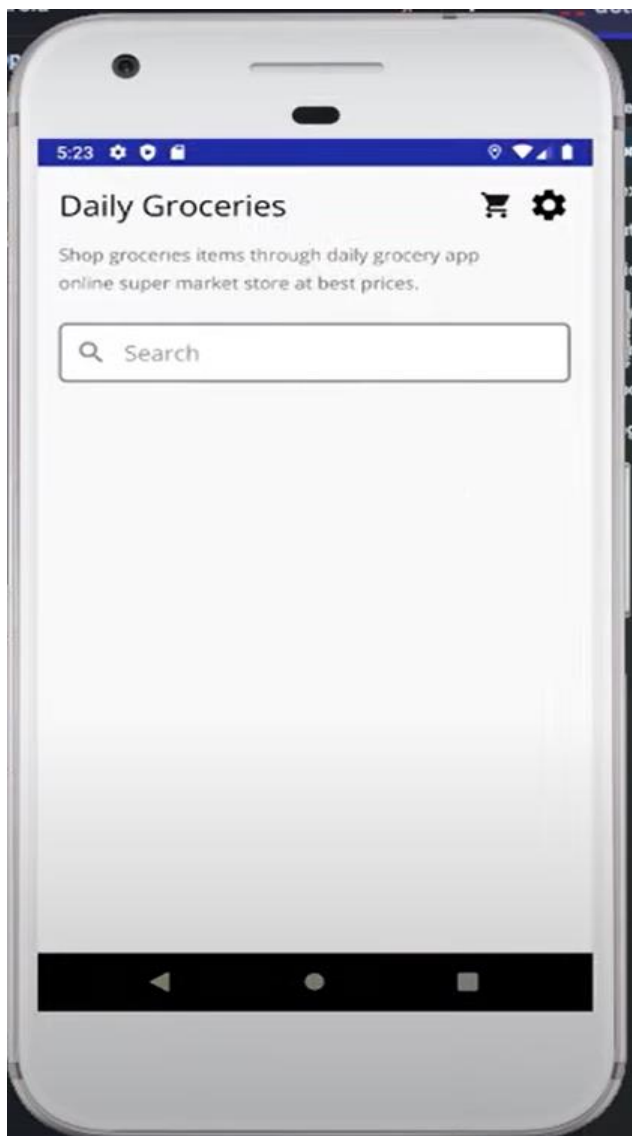 5:23
Daily Groceries
Shop groceries items through daily grocery app
online super market store at best prices.
Search